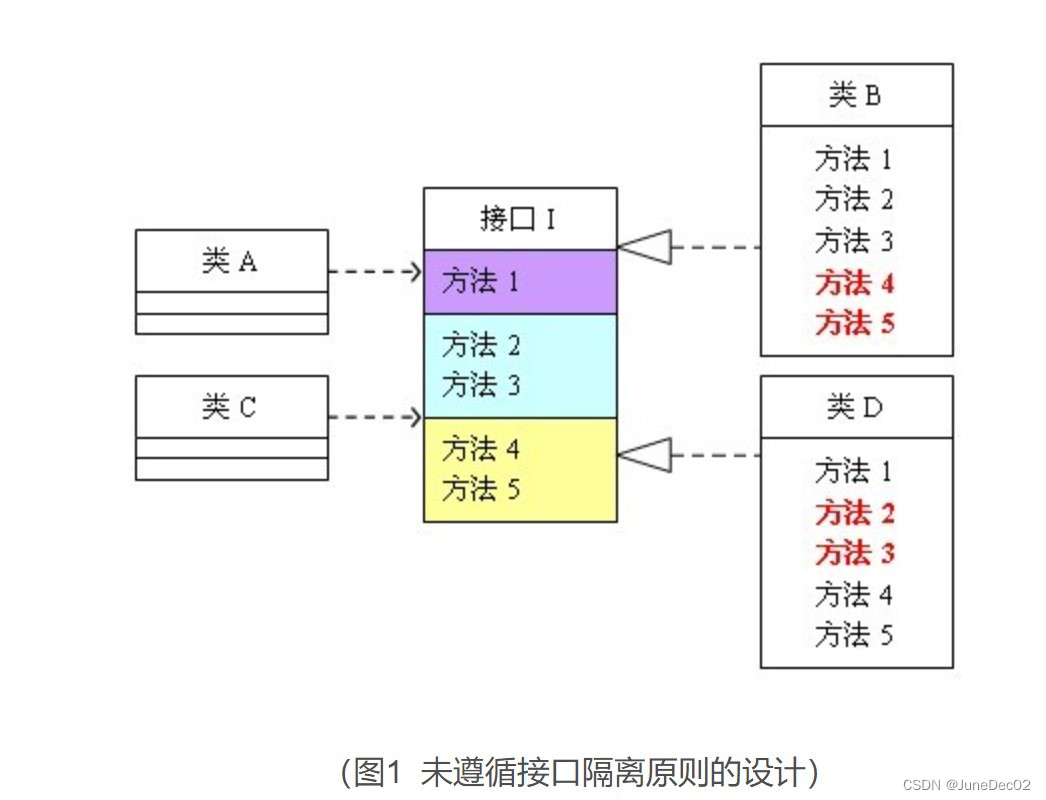 类 A
类 C
接口 I
方法 1
方法 2
方法 3
方法 4
方法 5
类 B
方法 1
方法 2
方法 3
方法 4
方法 5
类 D
方法 1
方法 2
方法 3
方法 4
方法 5
(图1 未遵循接口隔离原则的设计)
CSDN @JuneDec02